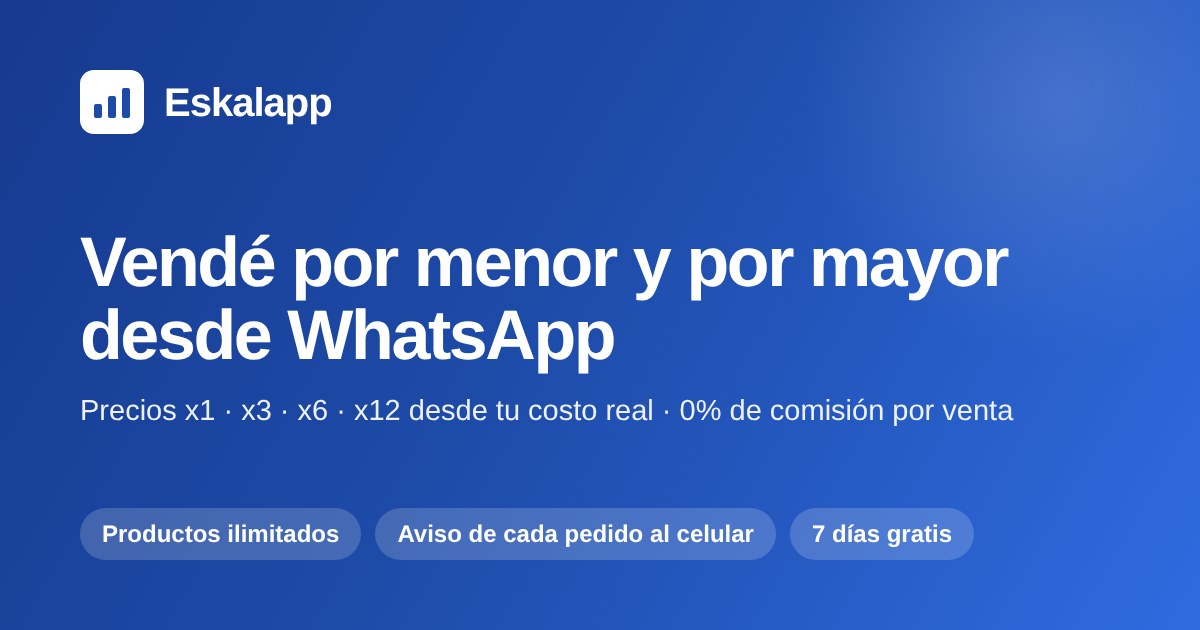 Eskalapp
Vendé por menor y por mayor
desde WhatsApp
Precios x1 · x3 · x6 · x12 desde tu costo real · 0% de comisión por venta
Productos ilimitados
Aviso de cada pedido al celular
7 días gratis